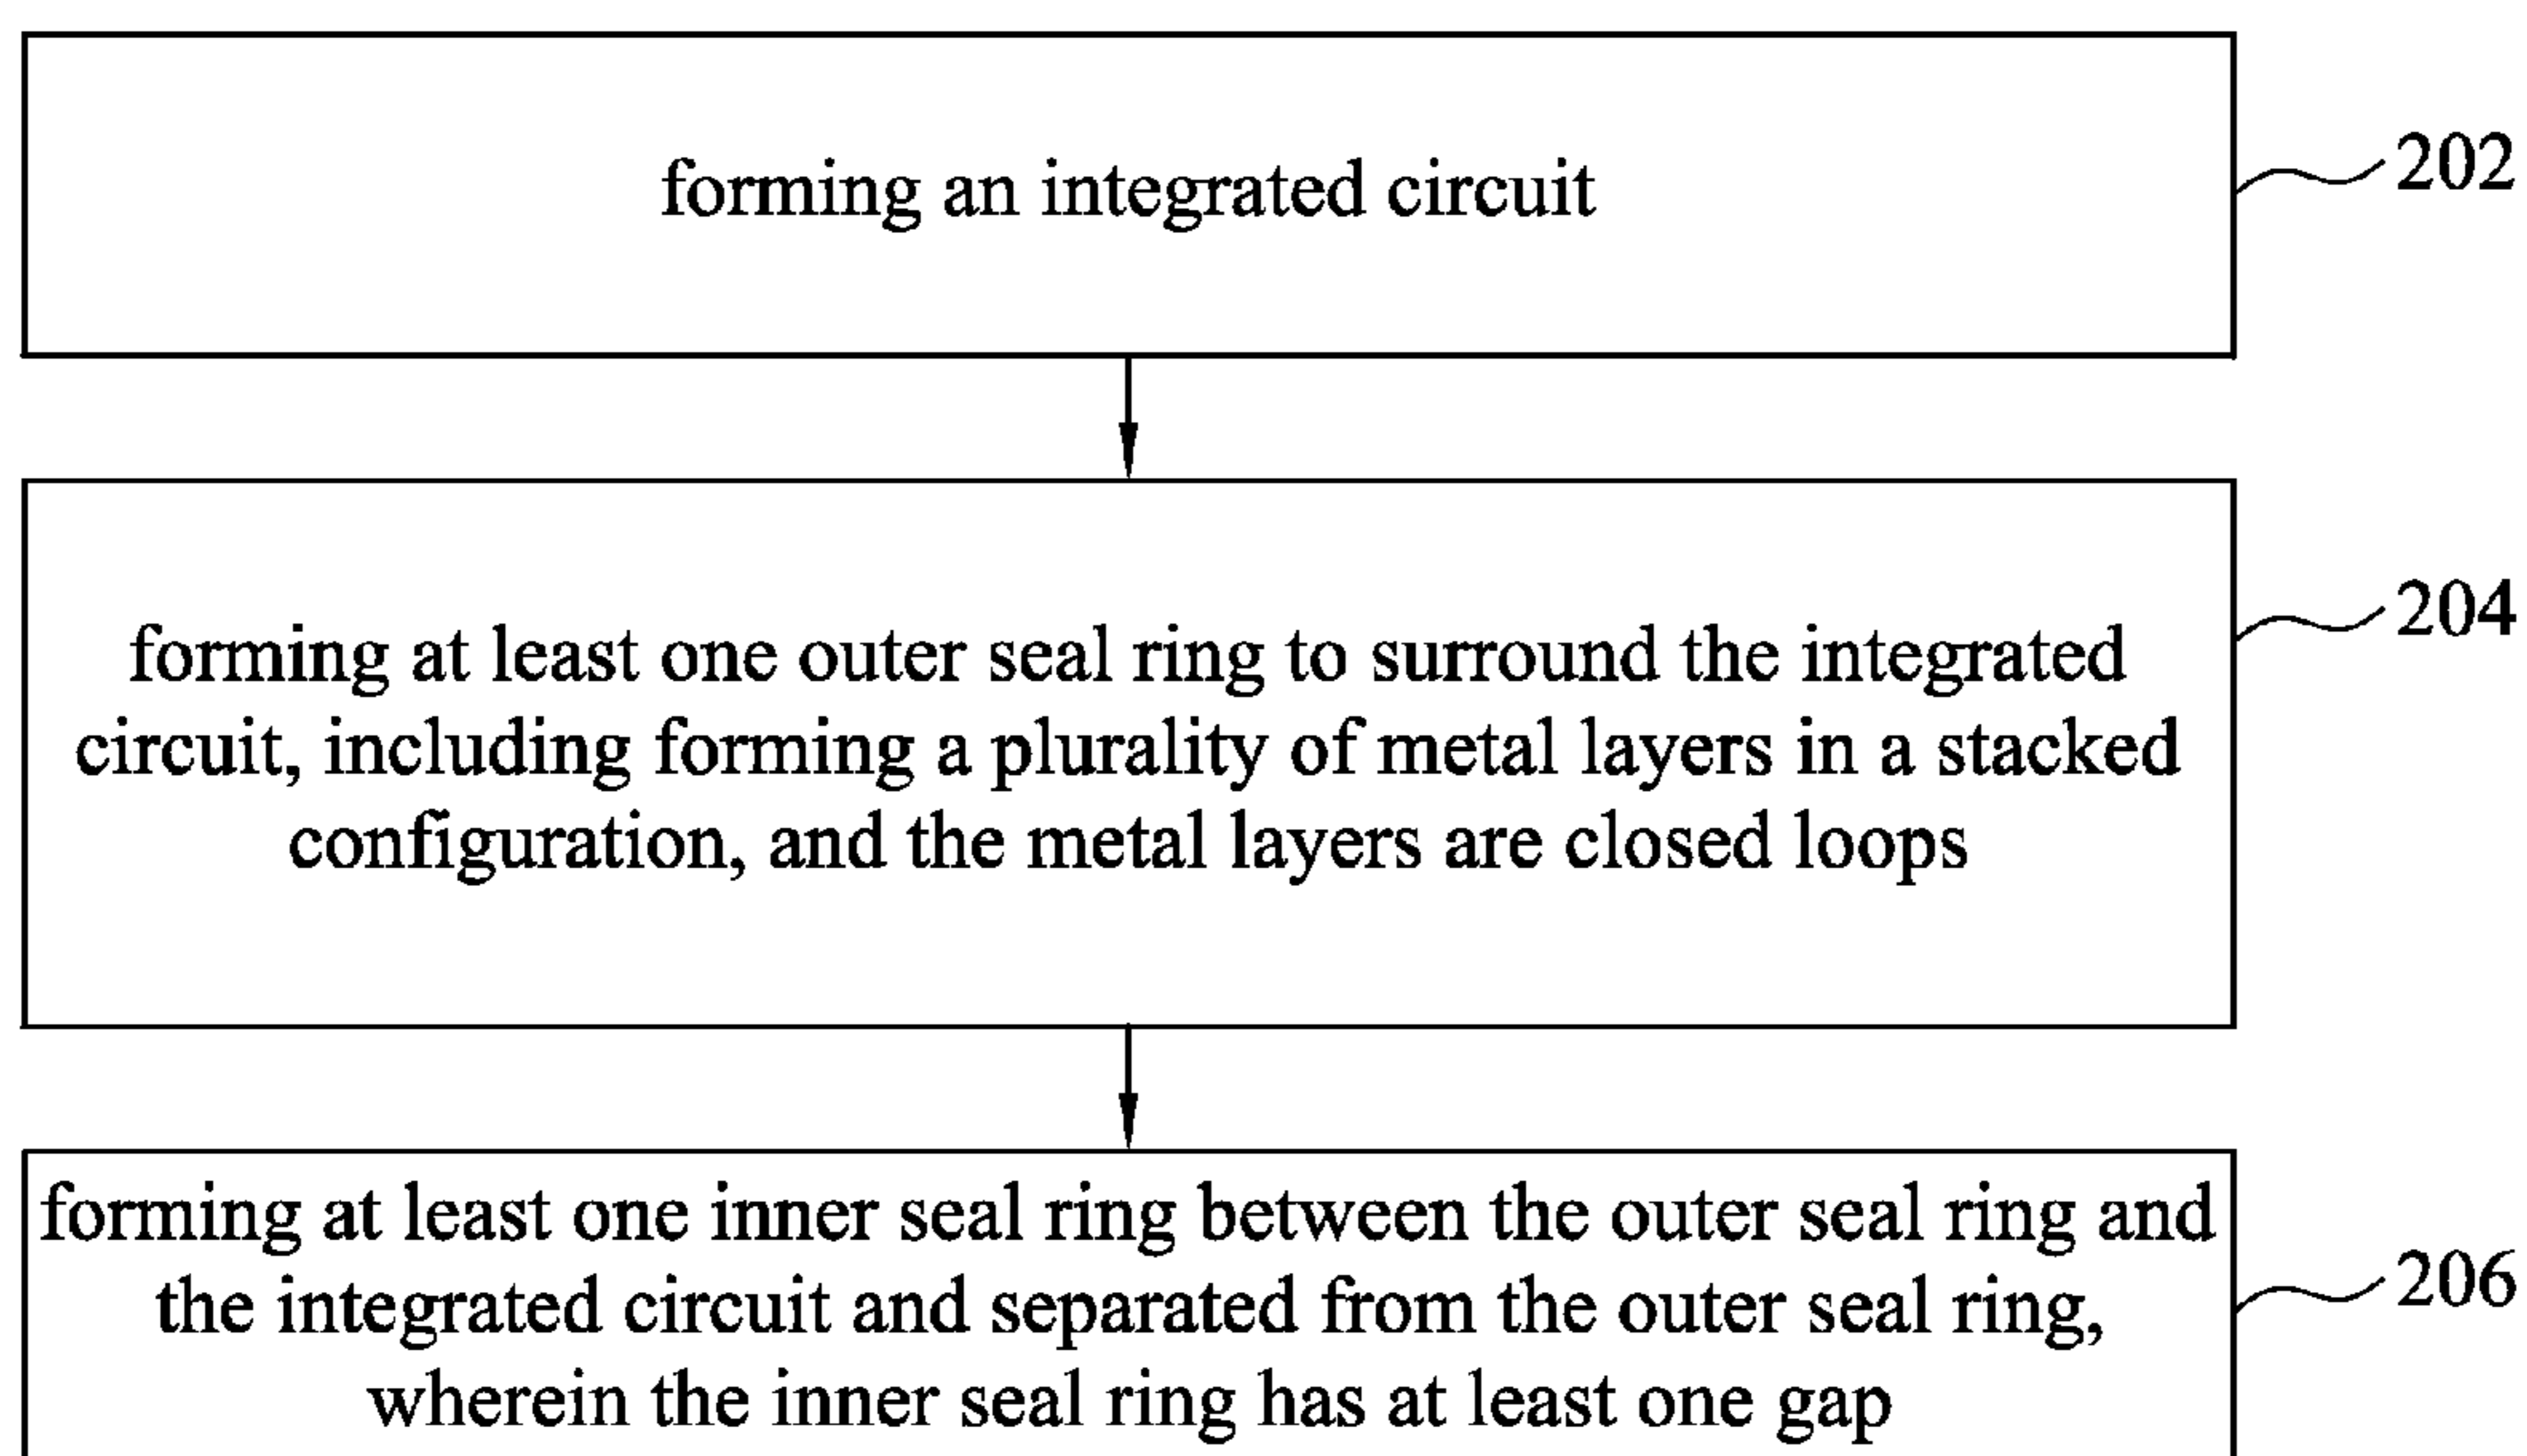 forming an integrated circuit
202
forming at least one outer seal ring to surround the integrated
circuit, including forming a plurality of metal layers in a stacked
configuration, and the metal layers are closed loops
204
forming at least one inner seal ring between the outer seal ring and
the integrated circuit and separated from the outer seal ring,
wherein the inner seal ring has at least one gap
206